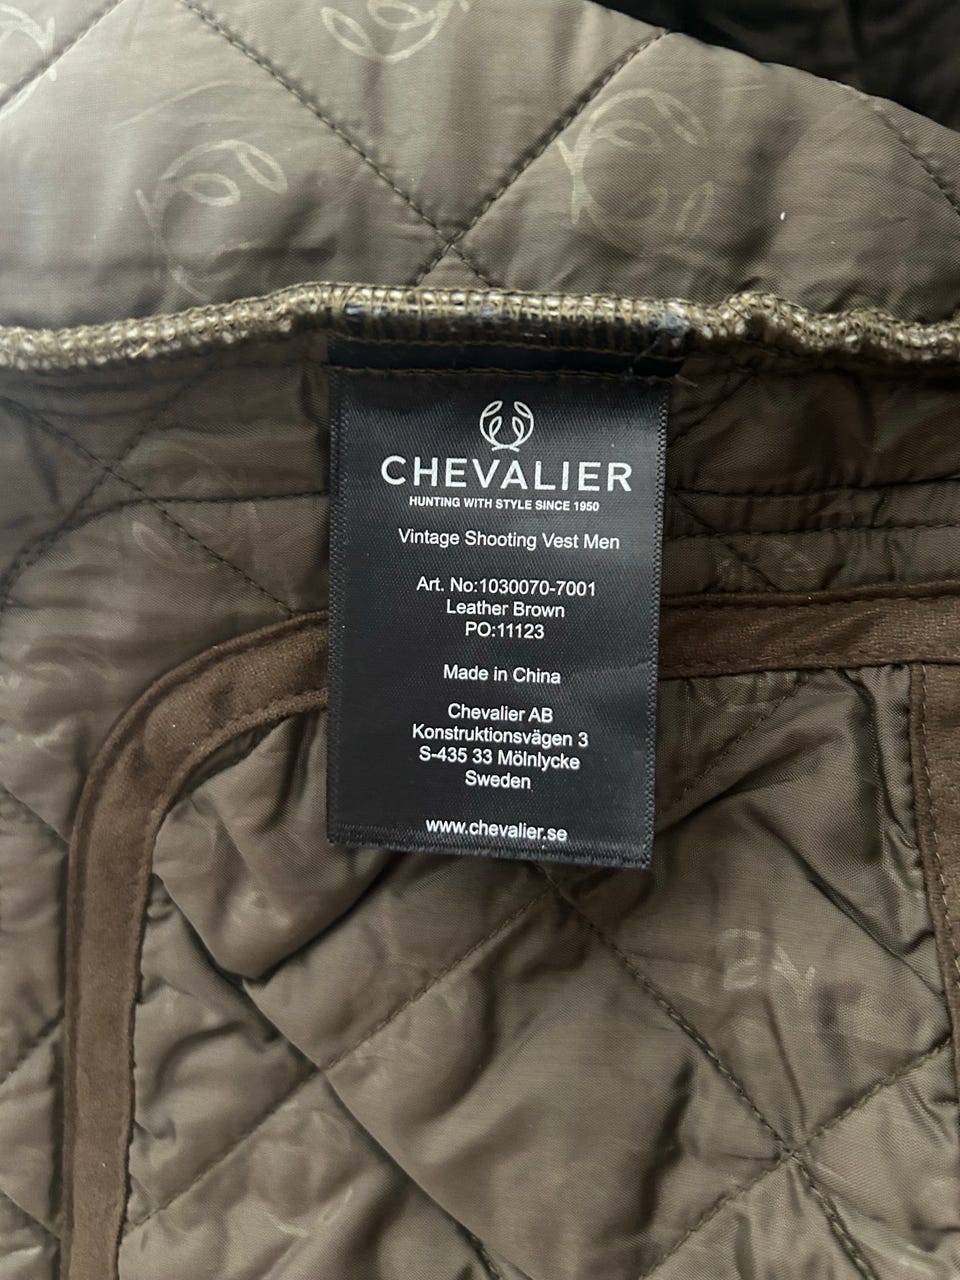 CHEVALIER
HUNTING WITH STYLE SINCE 1950
Vintage Shooting Vest Men
Art. No:1030070-7001
Leather Brown
PO:11123
Made in China
Chevalier AB
Konstruktionsvägen 3
S-435 33 Mölnlycke
Sweden
www.chevalier.se